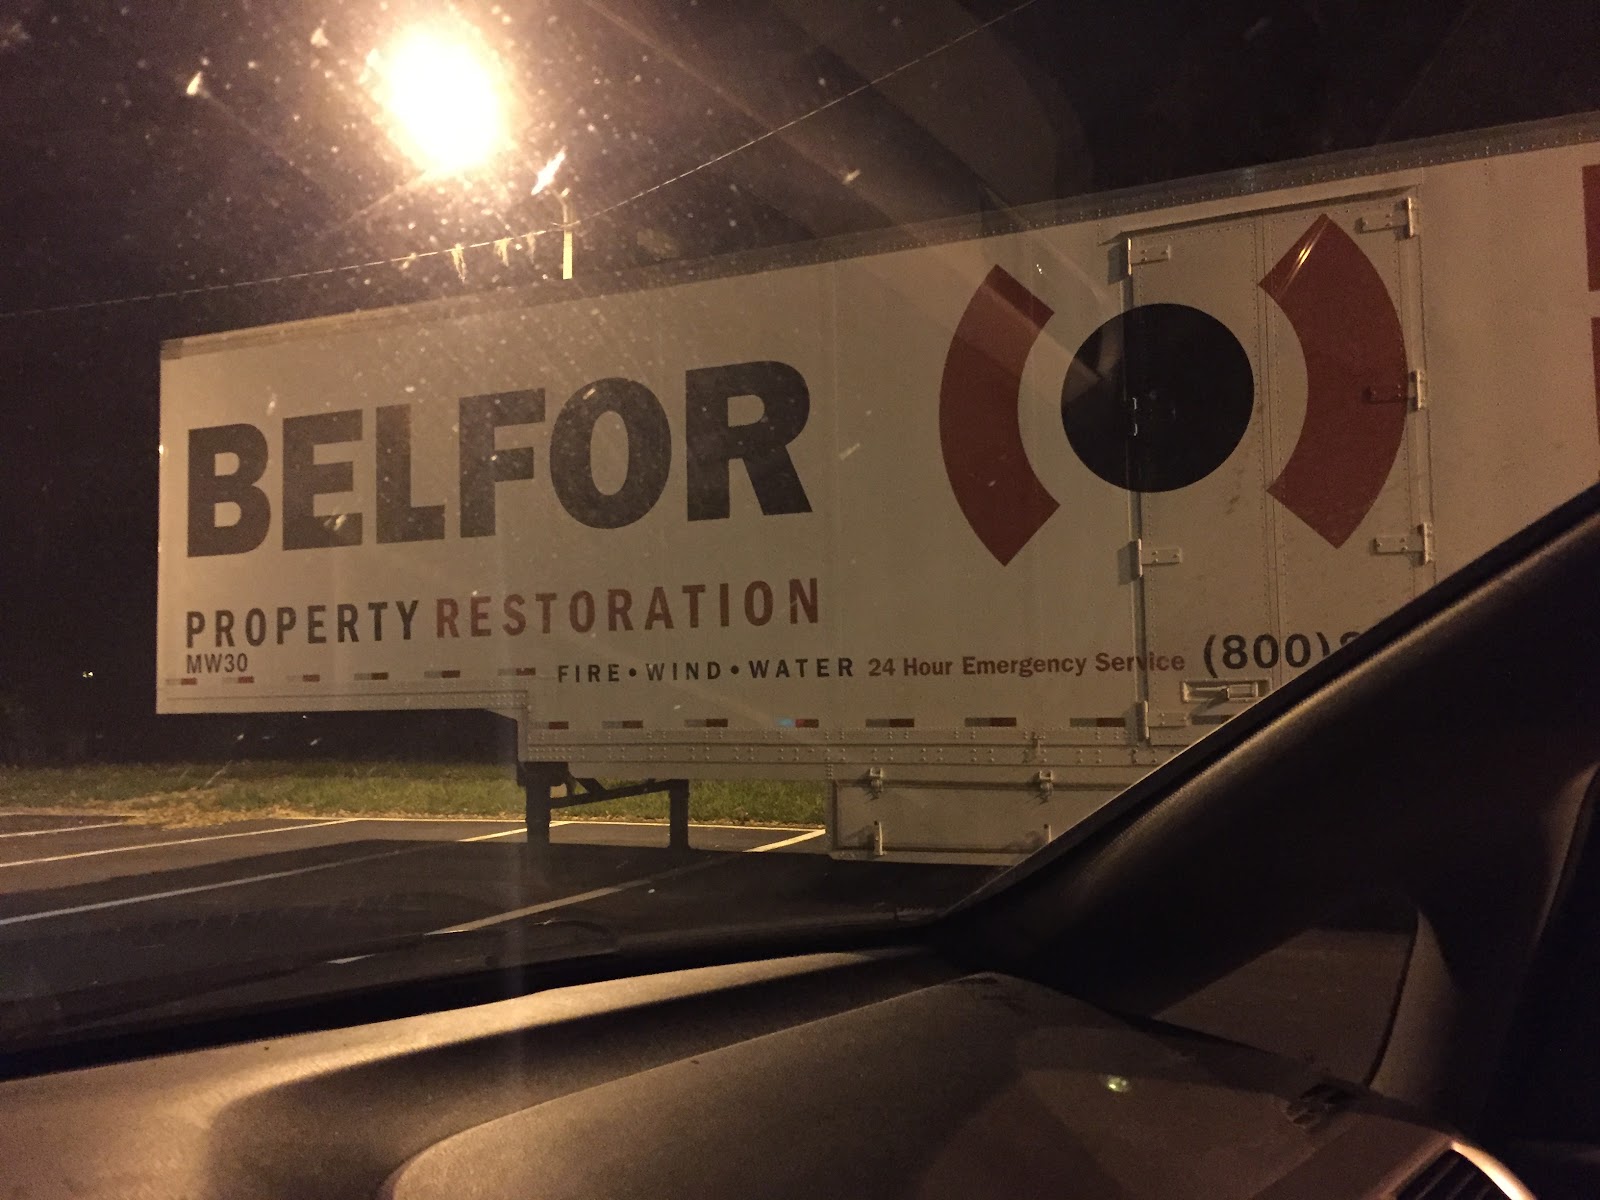 BELFOR
PROPERTY RESTORATION
MW30
FIRE • WIND • WATER 24 Hour Emergency Service (800)